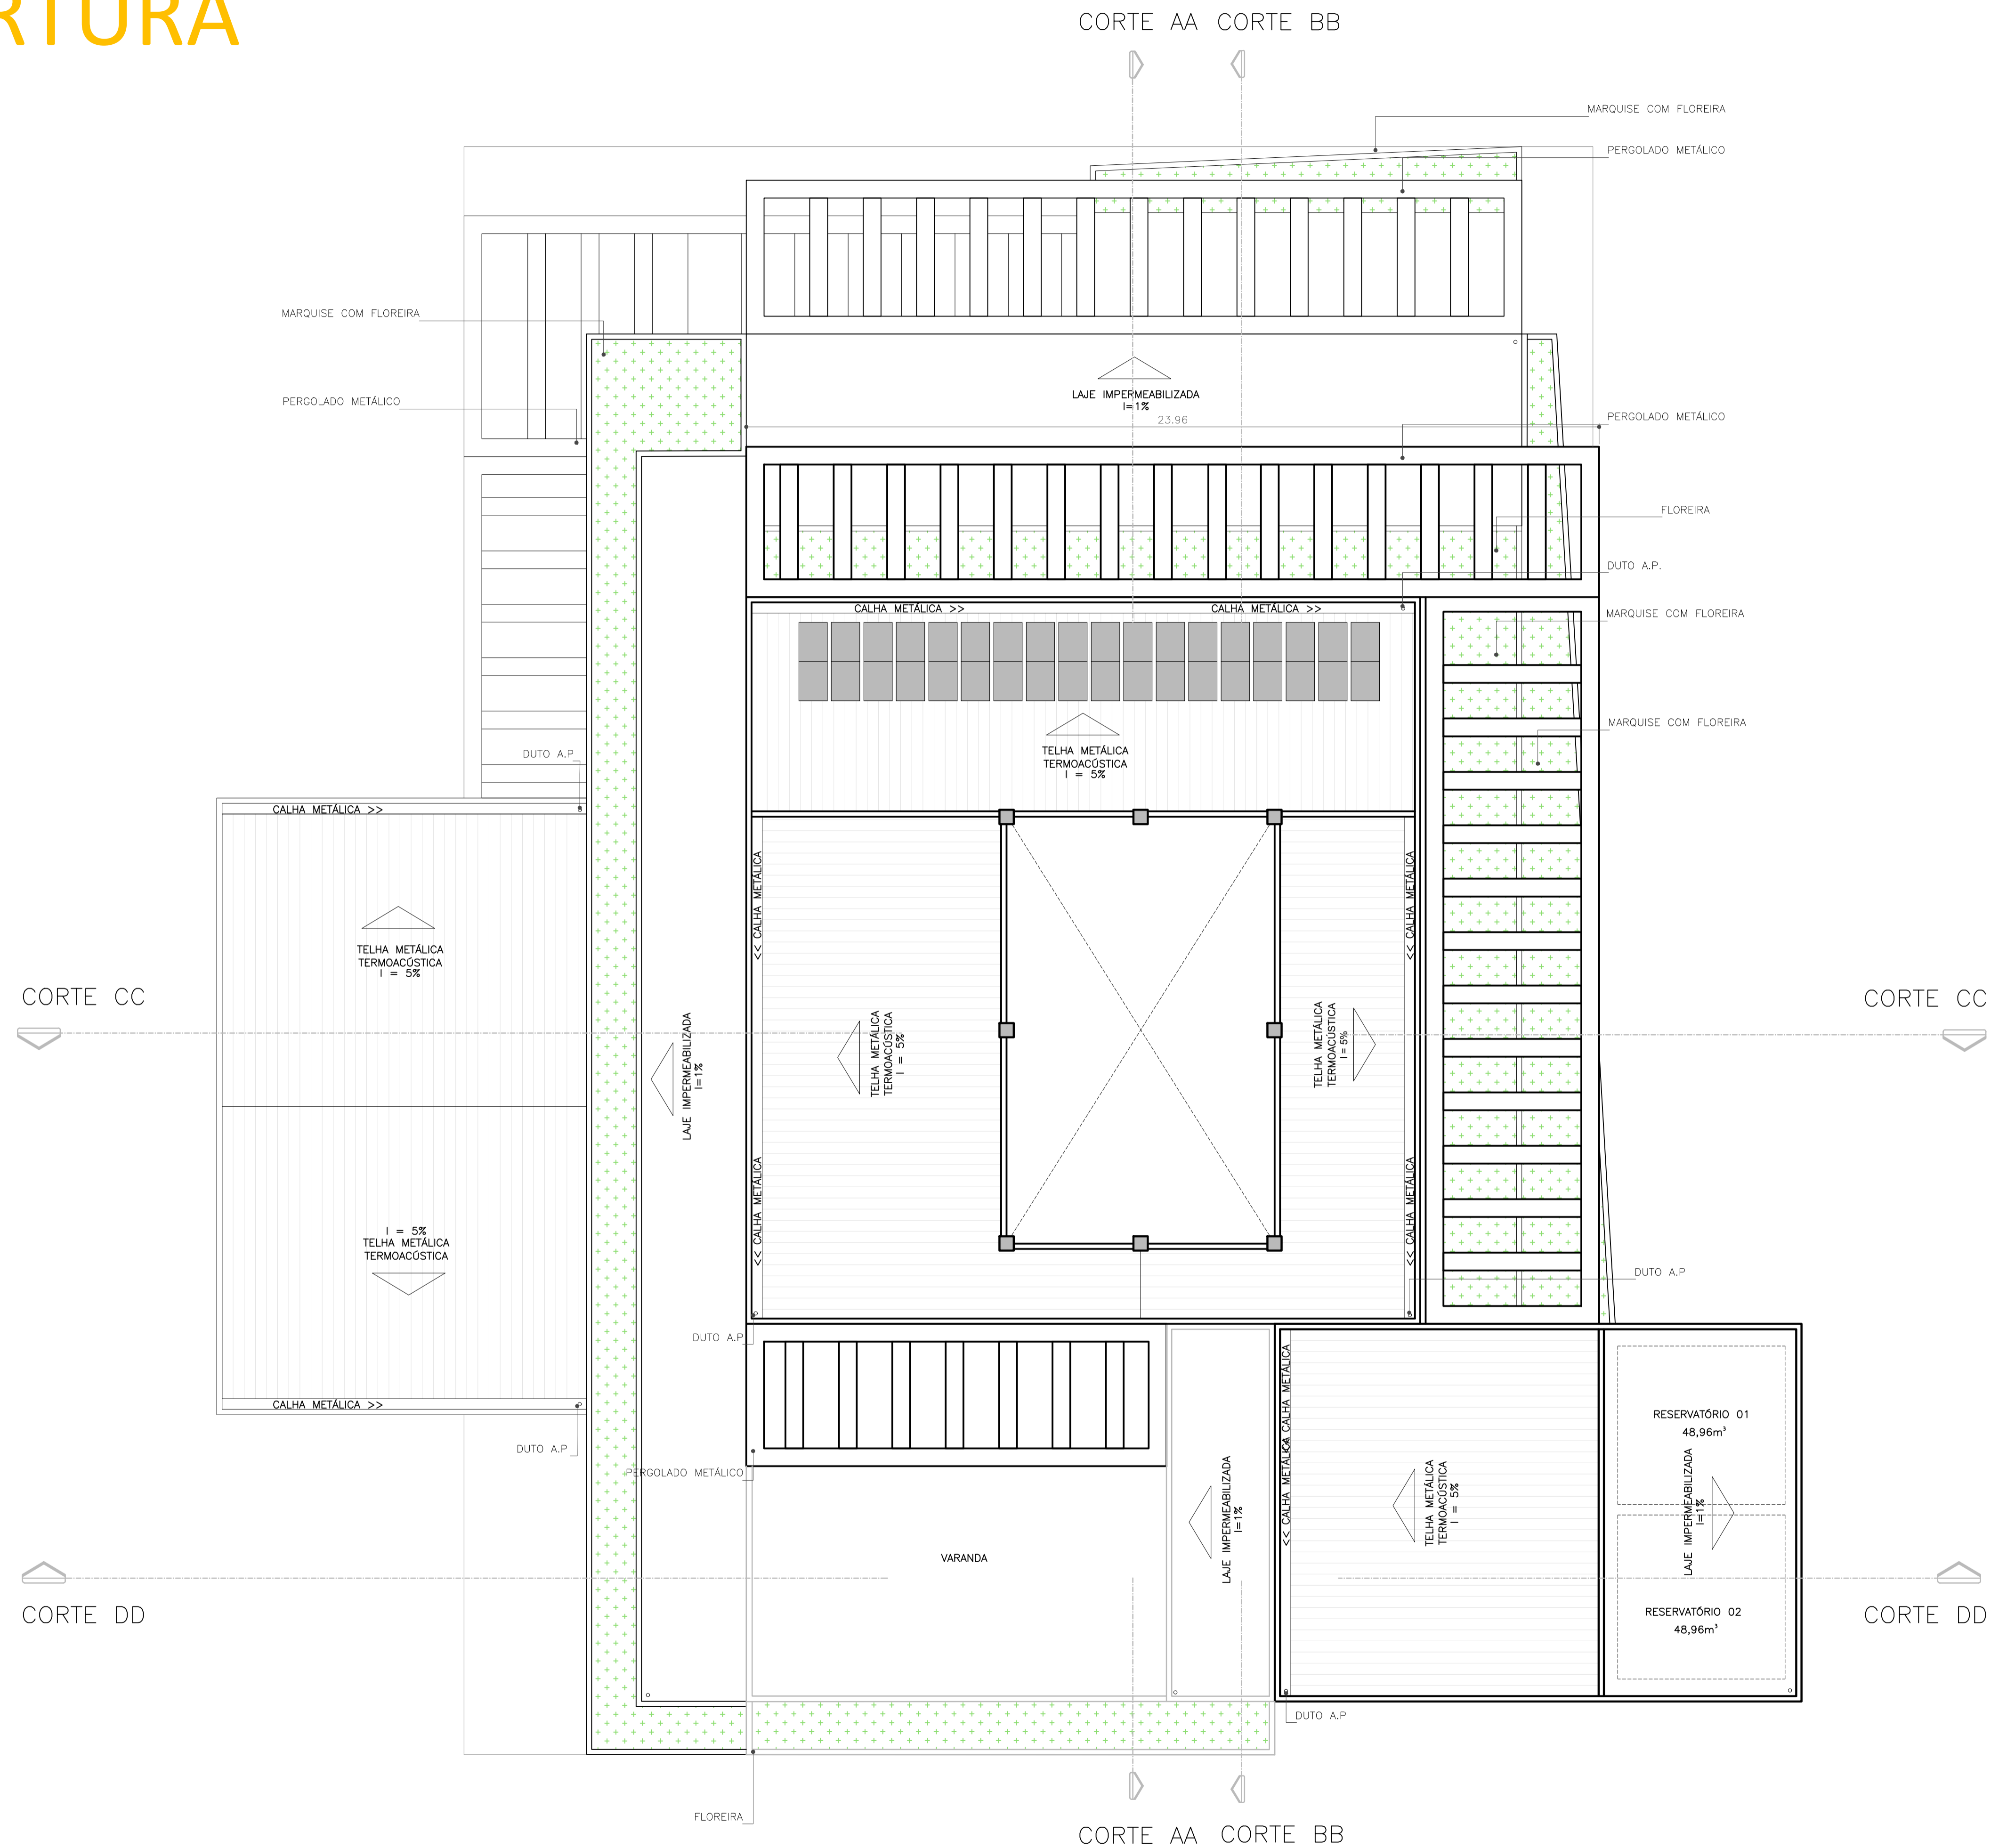 RTURA
CORTE AA
CORTE BB
MARQUISE COM FLOREIRA
PERGOLADO METÁLICO
MARQUISE COM FLOREIRA
PERGOLADO METÁLICO
LAJE IMPERMEABILIZADA
I=1%
23.96
PERGOLADO METÁLICO
FLOREIRA
DUTO A.P.
CALHA METÁLICA >>
CALHA METÁLICA >>
MARQUISE COM FLOREIRA
MARQUISE COM FLOREIRA
TELHA METÁLICA
TERMOACÚSTICA
I = 5%
DUTO A.P
CALHA METÁLICA >>
<< CALHA METÁLICA
<< CALHA METÁLICA
TELHA METÁLICA
TERMOACÚSTICA
I = 5%
CORTE CC
CORTE CC
LAJE IMPERMEABILIZADA
I=1%
TELHA METÁLICA
TERMOACÚSTICA
I = 5%
TELHA METÁLICA
TERMOACÚSTICA
I = 5%
<< CALHA METÁLICA
<< CALHA METÁLICA
I = 5%
TELHA METÁLICA
TERMOACÚSTICA
DUTO A.P
DUTO A.P
CALHA METÁLICA >>
DUTO A.P
PERGOLADO METÁLICO
<< CALHA METÁLICA
<< CALHA METÁLICA
RESERVATÓRIO 01
48,96m³
LAJE IMPERMEABILIZADA
I=1%
TELHA METÁLICA
TERMOACÚSTICA
I = 5%
LAJE IMPERMEABILIZADA
I=1%
VARANDA
CORTE DD
CORTE DD
RESERVATÓRIO 02
48,96m³
DUTO A.P
FLOREIRA
CORTE AA
CORTE BB